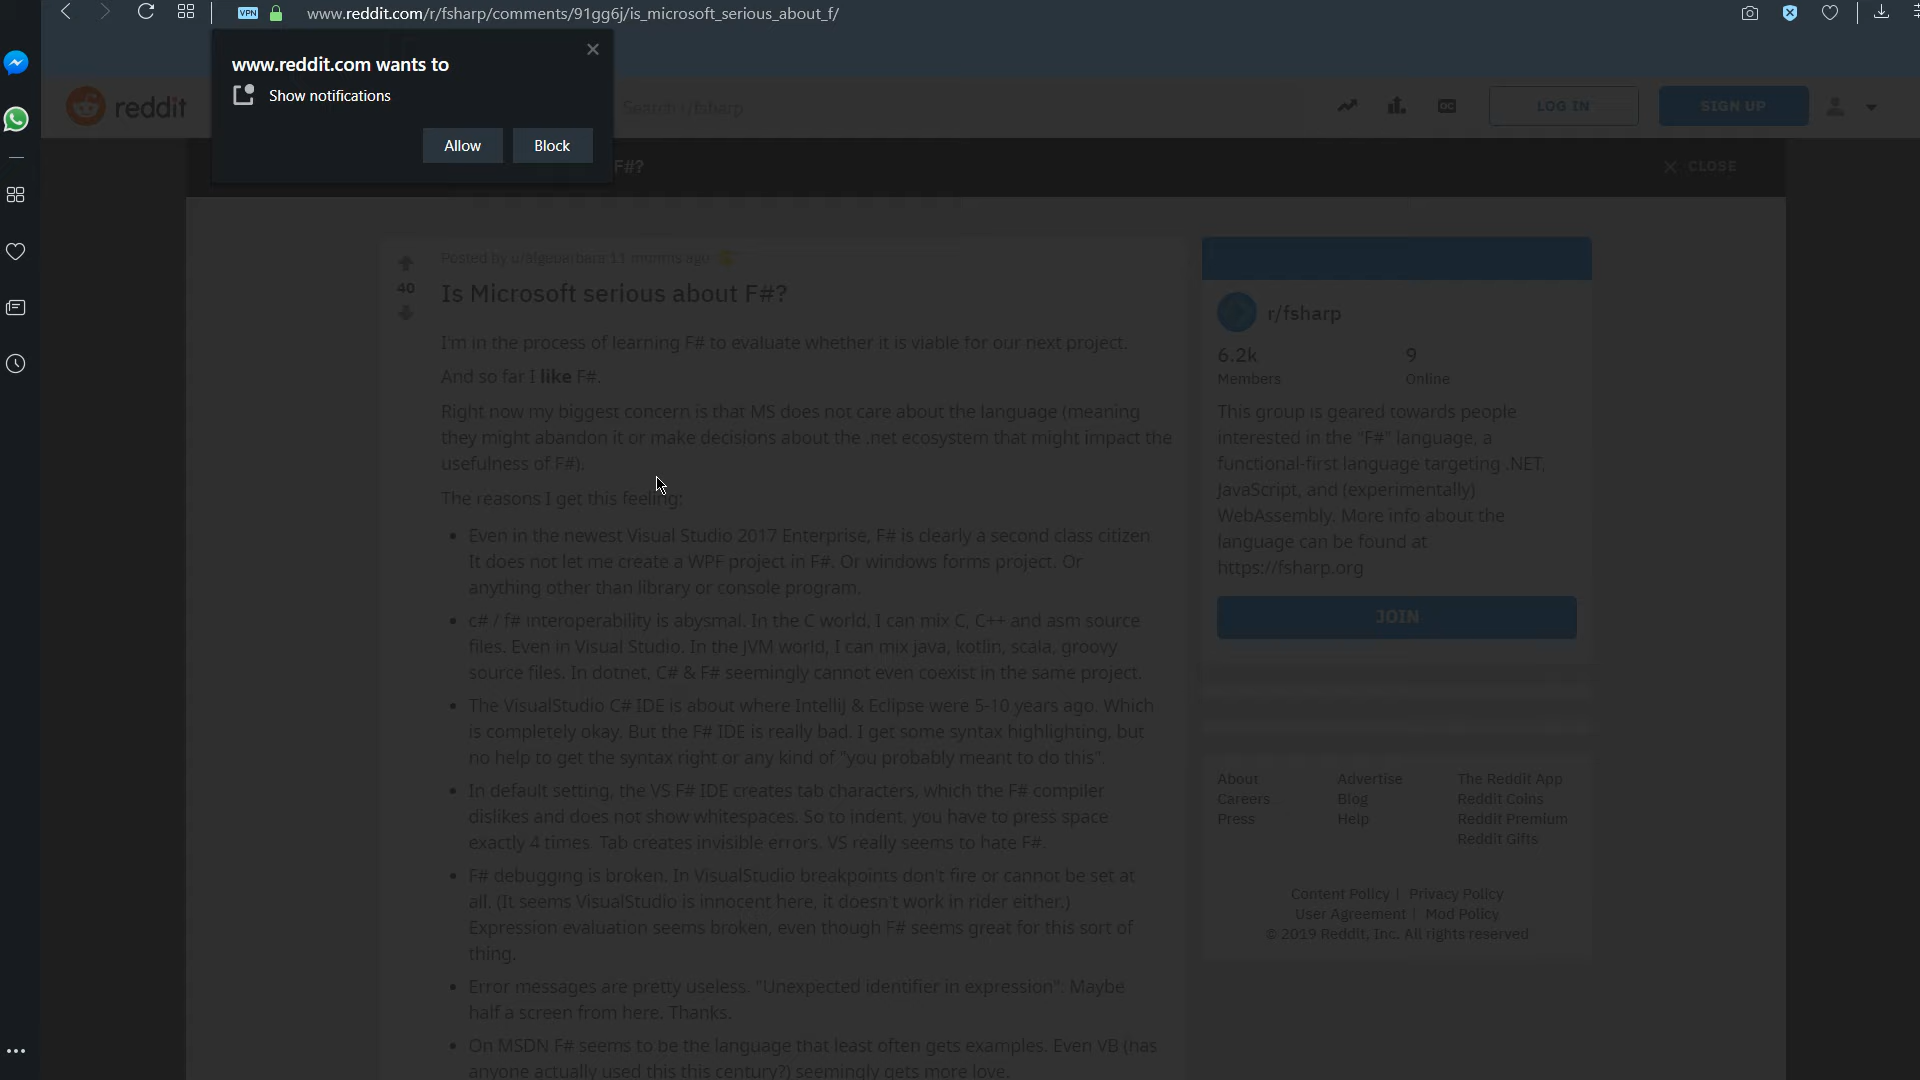 VPN www.reddit.com/r/fsharp/comments/91gg6j/is_microsoft_serious_about_f/
www.reddit.com wants to
Show notifications
Allow Block
reddit Search r/fsharp LOG IN SIGN UP
F#? CLOSE
Posted by u/algebarbara 11 months ago
40
Is Microsoft serious about F#?
I'm in the process of learning F# to evaluate whether it is viable for our next project.
And so far I like F#.
Right now my biggest concern is that MS does not care about the language (meaning
they might abandon it or make decisions about the .net ecosystem that might impact the
usefulness of F#).
The reasons I get this feeling:
• Even in the newest Visual Studio 2017 Enterprise, F# is clearly a second class citizen
It does not let me create a WPF project in F#. Or windows forms project. Or
anything other than library or console program.
• c# / f# interoperability is abysmal. In the C world, I can mix C, C++ and asm source
files. Even in Visual Studio. In the JVM world, I can mix java, kotlin, scala, groovy
source files. In dotnet, C# & F# seemingly cannot even coexist in the same project.
• The VisualStudio C# IDE is about where IntelliJ & Eclipse were 5-10 years ago. Which
is completely okay. But the F# IDE is really bad. I get some syntax highlighting, but
no help to get the syntax right or any kind of "you probably meant to do this".
• In default setting, the VS F# IDE creates tab characters, which the F# compiler
dislikes and does not show whitespaces. So to indent, you have to press space
exactly 4 times. Tab creates invisible errors. VS really seems to hate F#.
• F# debugging is broken. In VisualStudio breakpoints don't fire or cannot be set at
all. (It seems VisualStudio is innocent here, it doesn't work in rider either.)
Expression evaluation seems broken, even though F# seems great for this sort of
thing.
• Error messages are pretty useless. "Unexpected identifier in expression". Maybe
half a screen from here. Thanks.
• On MSDN F# seems to be the language that least often gets examples. Even VB (has
anyone actually used this this century?) seemingly gets more love.
r/fsharp
6.2k 9
Members Online
This group is geared towards people
interested in the "F#" language, a
functional-first language targeting .NET,
JavaScript, and (experimentally)
WebAssembly. More info about the
language can be found at
https://fsharp.org
JOIN
About Advertise The Reddit App
Careers Blog Reddit Coins
Press Help Reddit Premium
Reddit Gifts
Content Policy | Privacy Policy
User Agreement | Mod Policy
© 2019 Reddit, Inc. All rights reserved